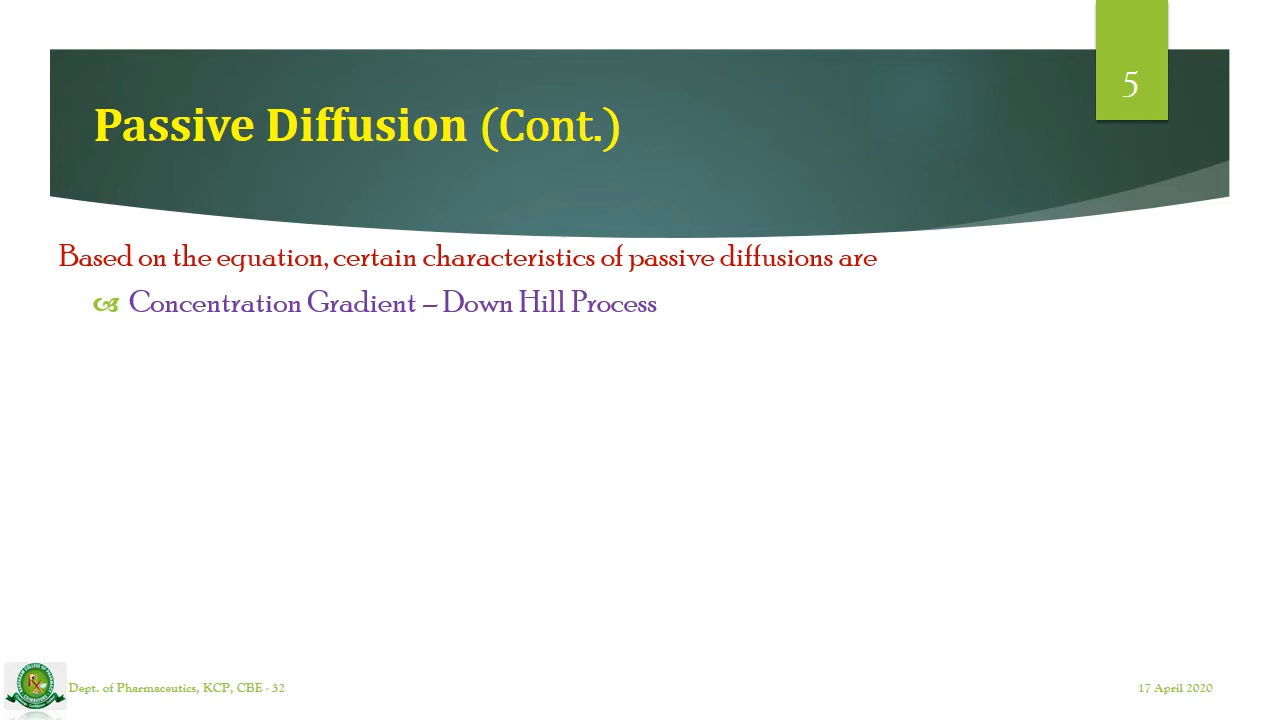 5
Passive Diffusion (Cont.)
Based on the equation, certain characteristics of passive diffusions are
Concentration Gradient – Down Hill Process
Dept. of Pharmaceutics, KCP, CBE - 32
17 April 2020